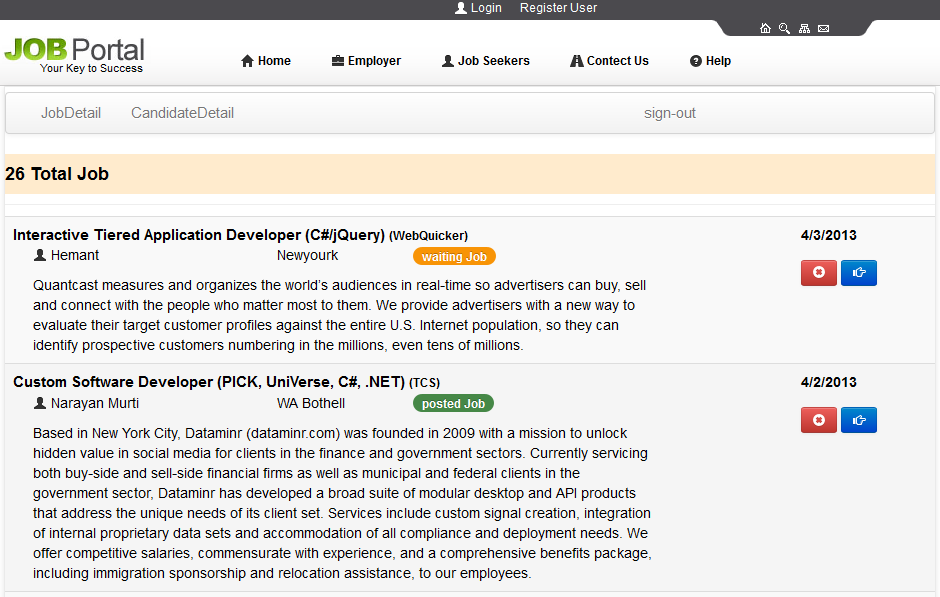 Login Register User
JOB Portal
Your Key to Success
Home Employer Job Seekers Contact Us Help
JobDetail CandidateDetail sign-out
26 Total Job
Interactive Tiered Application Developer (C#/jQuery) (WebQuicker) 4/3/2013
Hemant Newyourk waiting Job
Quantcast measures and organizes the world's audiences in real-time so advertisers can buy, sell
and connect with the people who matter most to them. We provide advertisers with a new way to
evaluate their target customer profiles against the entire U.S. Internet population, so they can
identify prospective customers numbering in the millions, even tens of millions.
Custom Software Developer (PICK, UniVerse, C#, .NET) (TCS) 4/2/2013
Narayan Murti WA Bothell posted Job
Based in New York City, Dataminr (dataminr.com) was founded in 2009 with a mission to unlock
hidden value in social media for clients in the finance and government sectors. Currently servicing
both buy-side and sell-side financial firms as well as municipal and federal clients in the
government sector, Dataminr has developed a broad suite of modular desktop and API products
that address the unique needs of its client set. Services include custom signal creation, integration
of internal proprietary data sets and accommodation of all compliance and deployment needs. We
offer competitive salaries, commensurate with experience, and a comprehensive benefits package,
including immigration sponsorship and relocation assistance, to our employees.